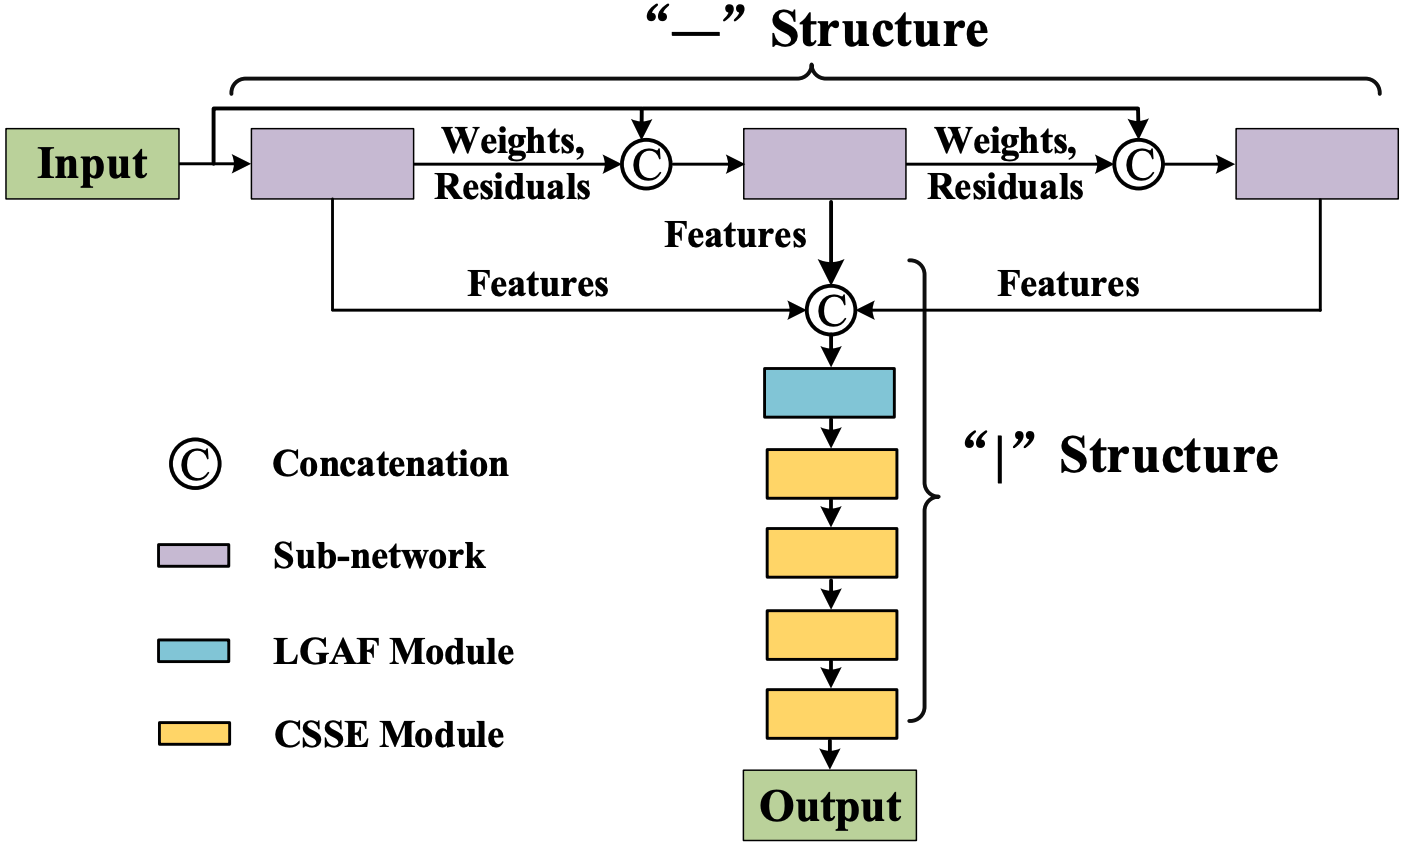 “—” Structure
Input
Weights,
Residuals
C
Weights,
Residuals
C
Features
Features
Features
C
“|” Structure
C Concatenation
Sub-network
LGAF Module
CSSE Module
Output